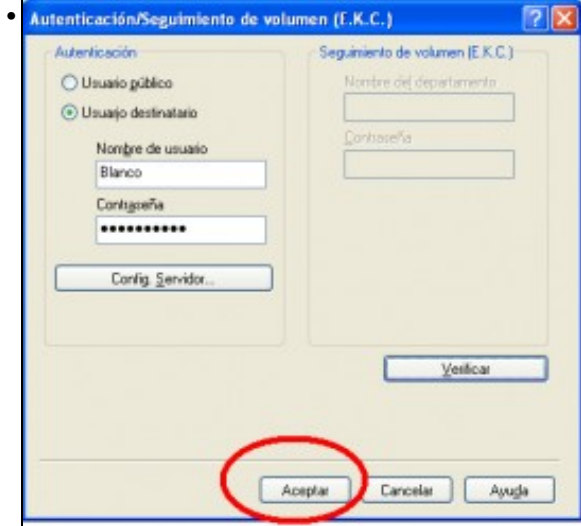 Autenticación/Seguimiento de volumen (E.K.C.)
Autenticación
Usuario público
Usuario destinatario
Nombre de usuario
Blanco
Contraseña
••••••••••
Config. Servidor...
Seguimiento de volumen (E.K.C.)
Nombre del departamento
Contraseña
Verificar
Aceptar
Cancelar
Ayuda